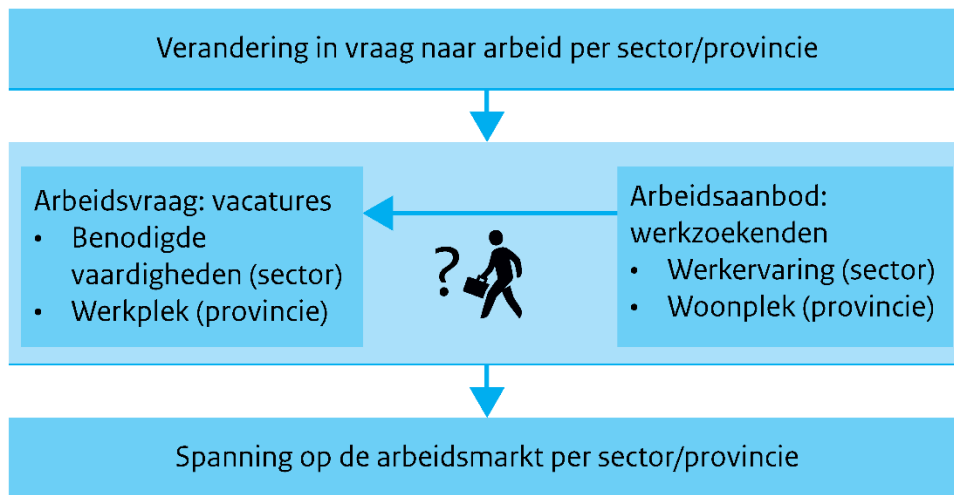 Verandering in vraag naar arbeid per sector/provincie
Arbeidsvraag: vacatures
• Benodigde
vaardigheden (sector)
• Werkplek (provincie)
?
Arbeidsaanbod:
werkzoekenden
• Werkervaring (sector)
• Woonplek (provincie)
Spanning op de arbeidsmarkt per sector/provincie